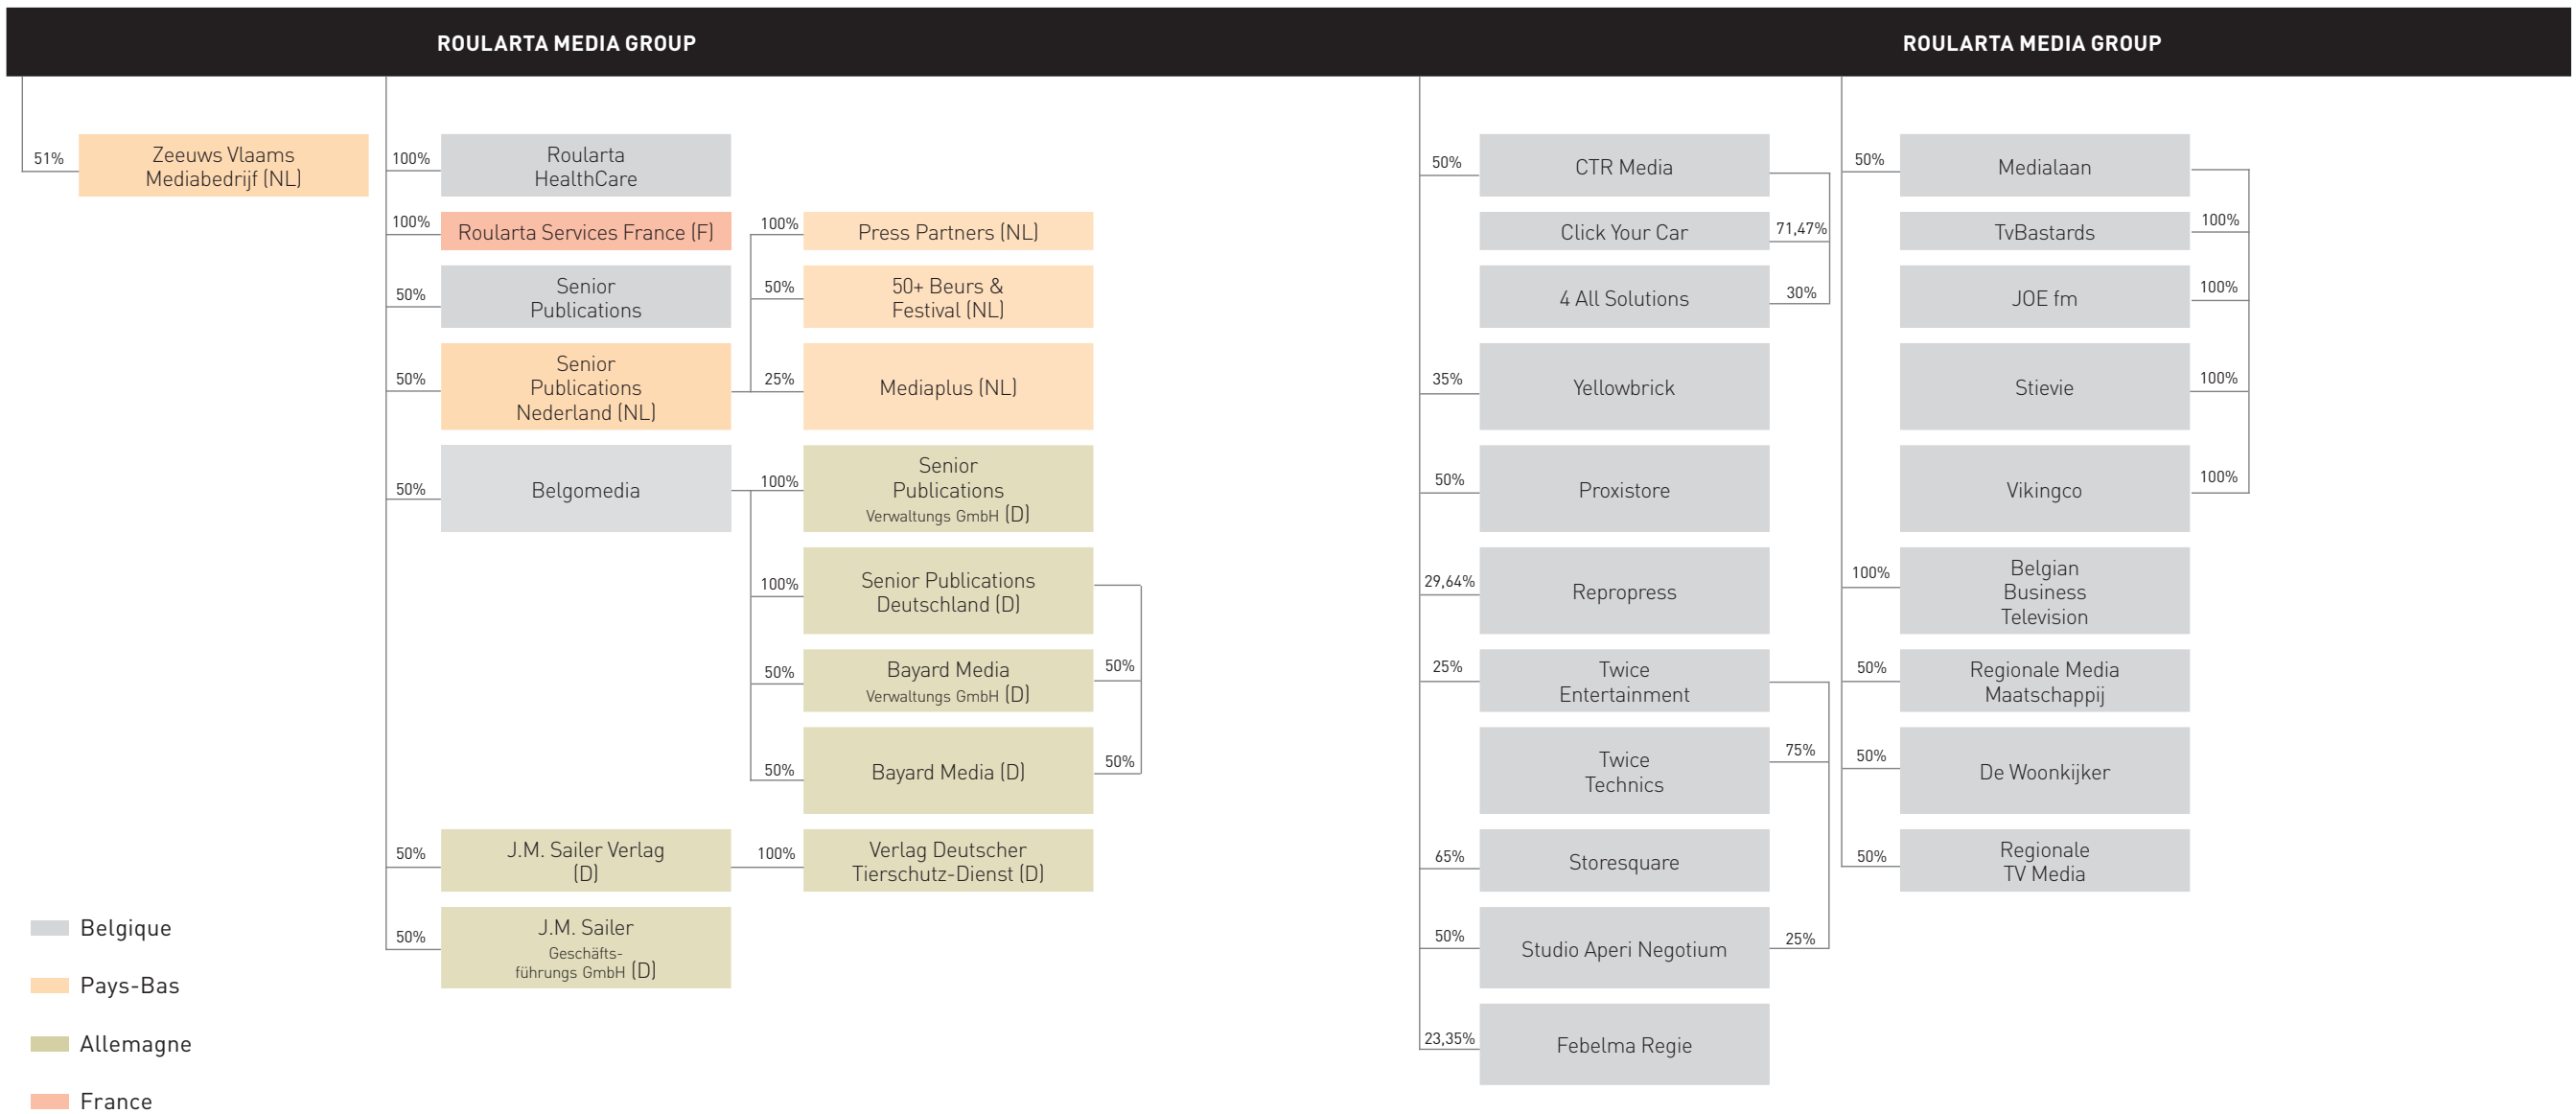 ROULARTA MEDIA GROUP
51%
Zeeuws Vlaams
Mediabedrijf (NL)
100%
Roularta
HealthCare
100%
Roularta Services France (F)
50%
Senior
Publications
50%
Senior
Publications
Nederland (NL)
100%
Press Partners (NL)
50%
50+ Beurs &
Festival (NL)
25%
Mediaplus (NL)
50%
Belgomedia
100%
Senior
Publications
Verwaltungs GmbH (D)
100%
Senior Publications
Deutschland (D)
50%
Bayard Media
Verwaltungs GmbH (D)
50%
50%
Bayard Media (D)
50%
50%
J.M. Sailer Verlag
(D)
100%
Verlag Deutscher
Tierschutz-Dienst (D)
50%
J.M. Sailer
Geschäfts-
führungs GmbH (D)
Belgique
Pays-Bas
Allemagne
France
ROULARTA MEDIA GROUP
50%
CTR Media
Click Your Car
71,47%
4 All Solutions
30%
35%
Yellowbrick
50%
Proxistore
29,64%
Repropress
25%
Twice
Entertainment
Twice
Technics
75%
65%
Storesquare
50%
Studio Aperi Negotium
25%
23,35%
Febelma Regie
50%
Medialaan
TvBastards
100%
JOE fm
100%
Stievie
100%
Vikingco
100%
100%
Belgian
Business
Television
50%
Regionale Media
Maatschappij
50%
De Woonkijker
50%
Regionale
TV Media